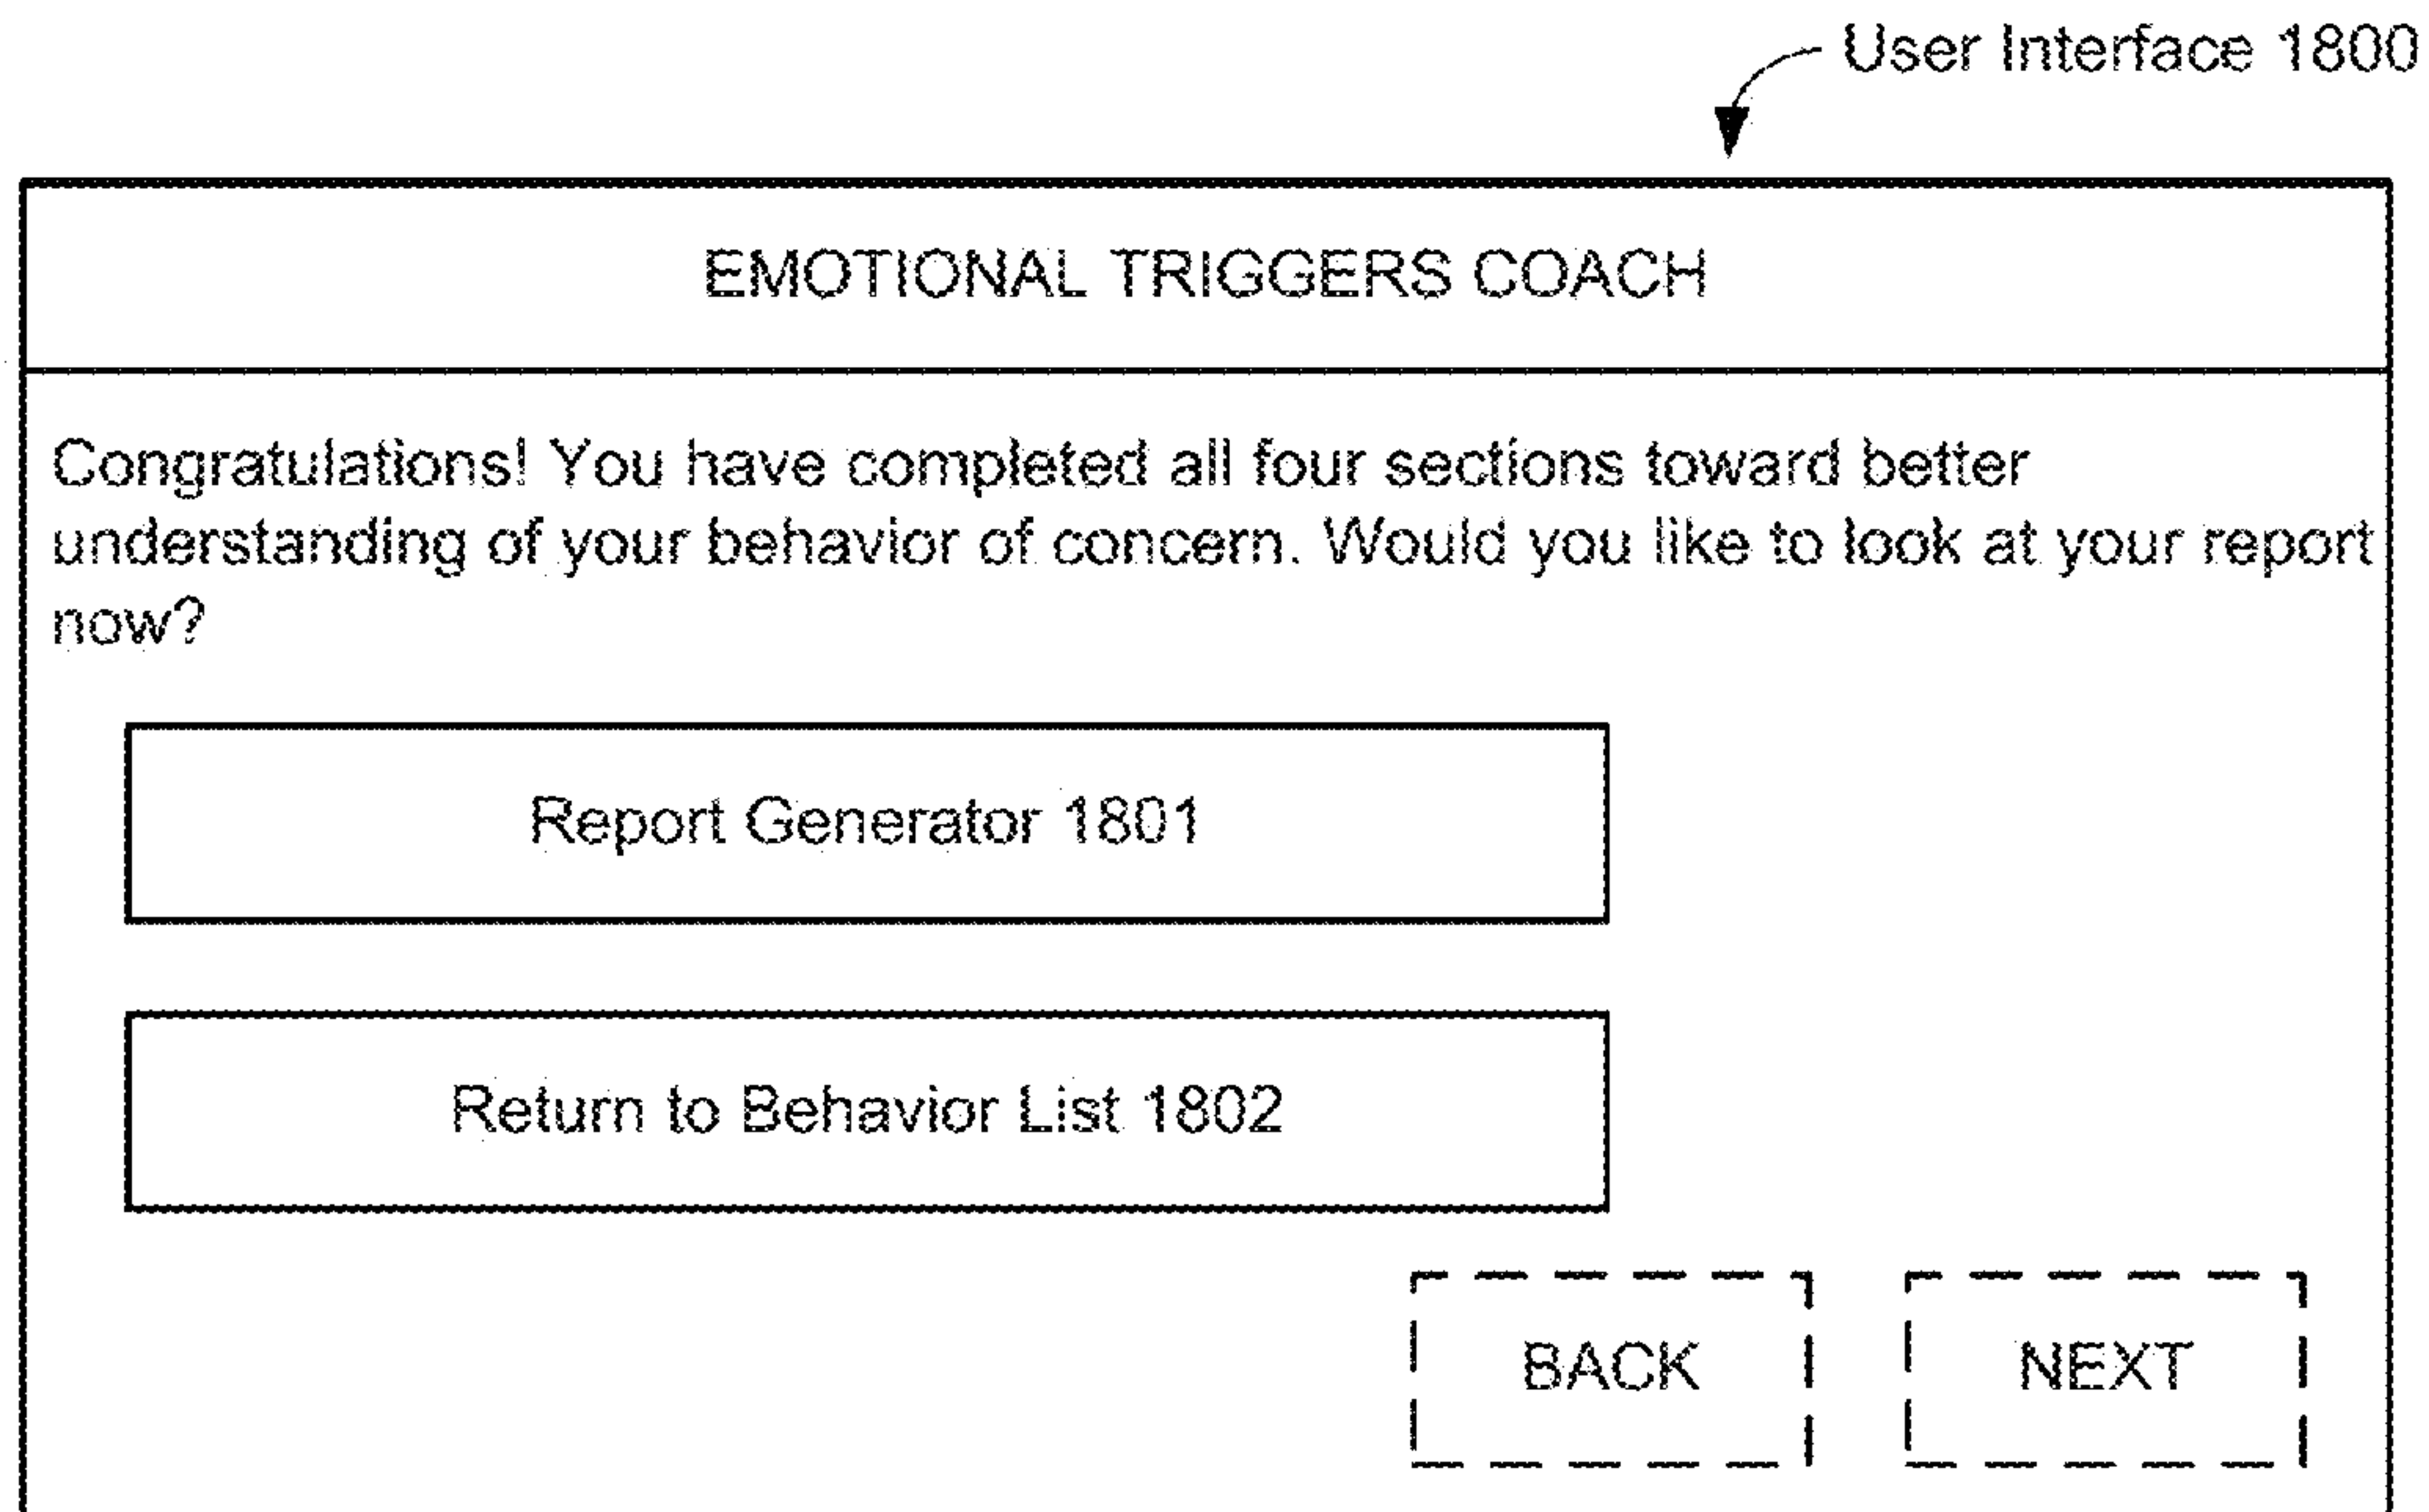 User Interface 1800
EMOTIONAL TRIGGERS COACH
Congratulations! You have completed all four sections toward better
understanding of your behavior of concern. Would you like to look at your report
now?
Report Generator 1801
Return to Behavior List 1802
BACK NEXT